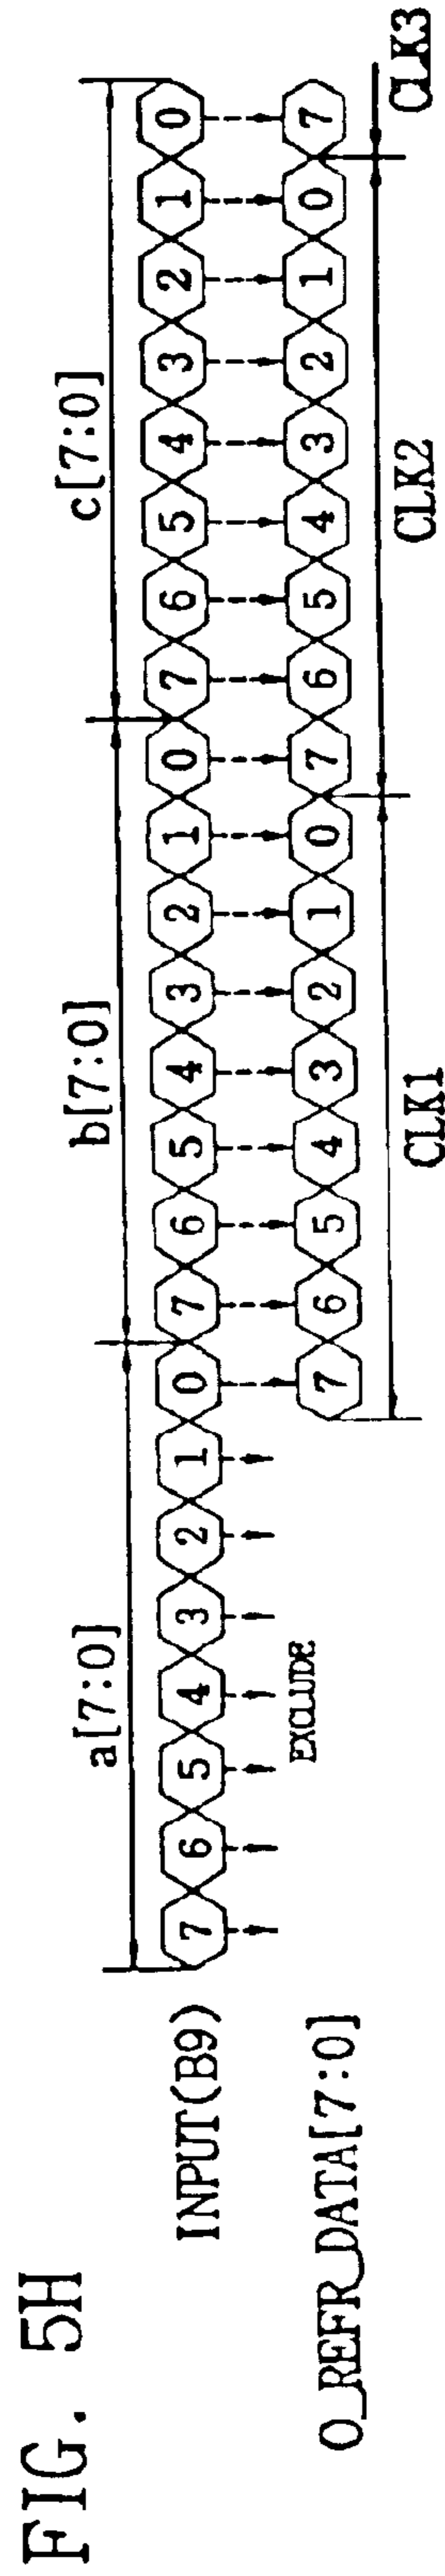 FIG. 5H
a[7:0] b[7:0] c[7:0]
INPUT(B9) 7 6 5 4 3 2 1 0 7 6 5 4 3 2 1 0 7 6 5 4 3 2 1 0
EXCLUDE
O_REFR_DATA[7:0] 7 6 5 4 3 2 1 0 7 6 5 4 3 2 1 0 7
CLK1 CLK2 CLK3